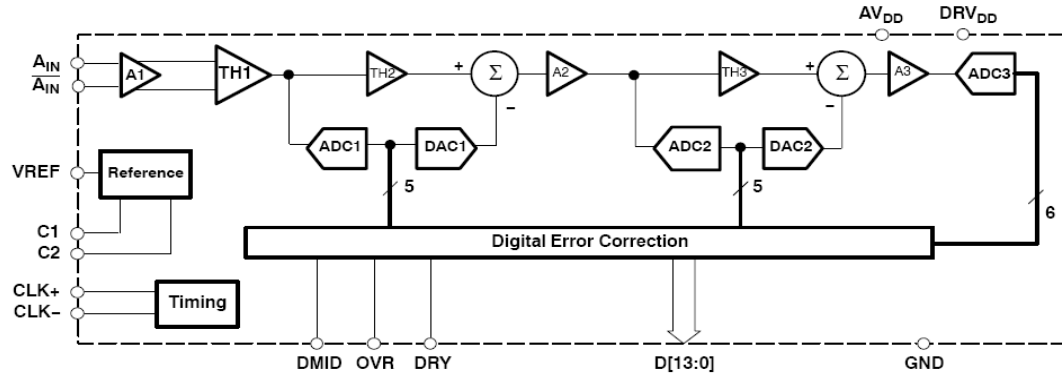 AVDD DRVDD
AIN
AIN
A1
TH1
TH2
+
Σ
−
A2
TH3
+
Σ
−
A3
ADC3
ADC1
DAC1
ADC2
DAC2
VREF
Reference
5
5
6
C1
C2
Digital Error Correction
CLK+
CLK−
Timing
DMID OVR DRY D[13:0] GND